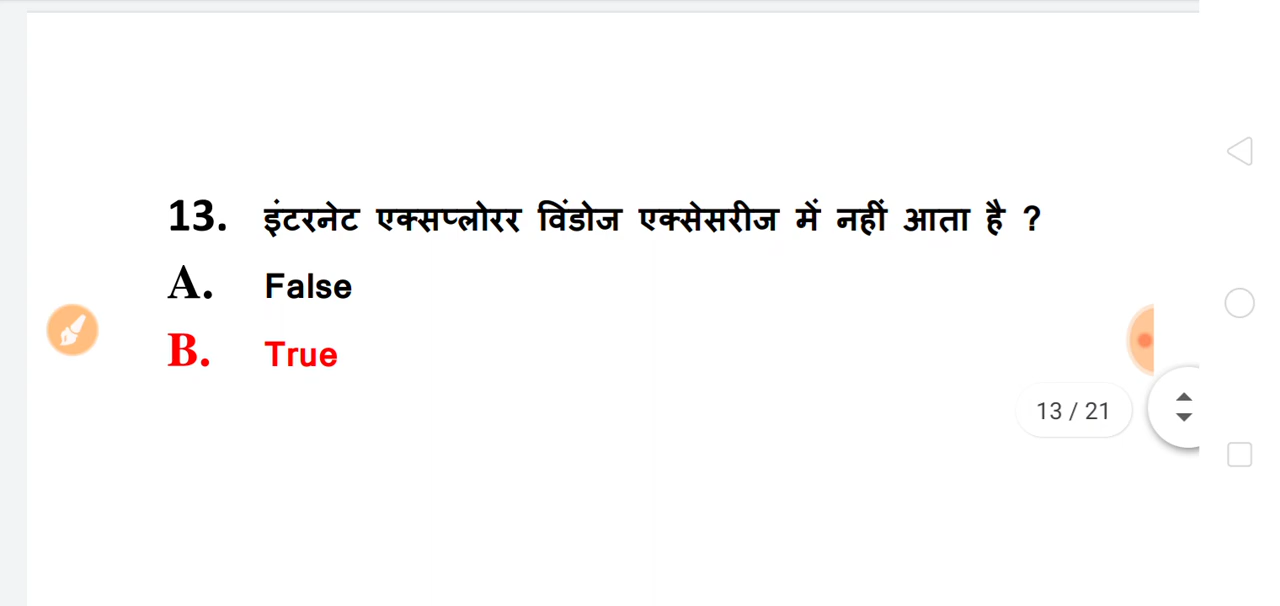 13. इंटरनेट एक्सप्लोरर विंडोज एक्सेसरीज में नहीं आता है ?
A. False
B. True
13 / 21